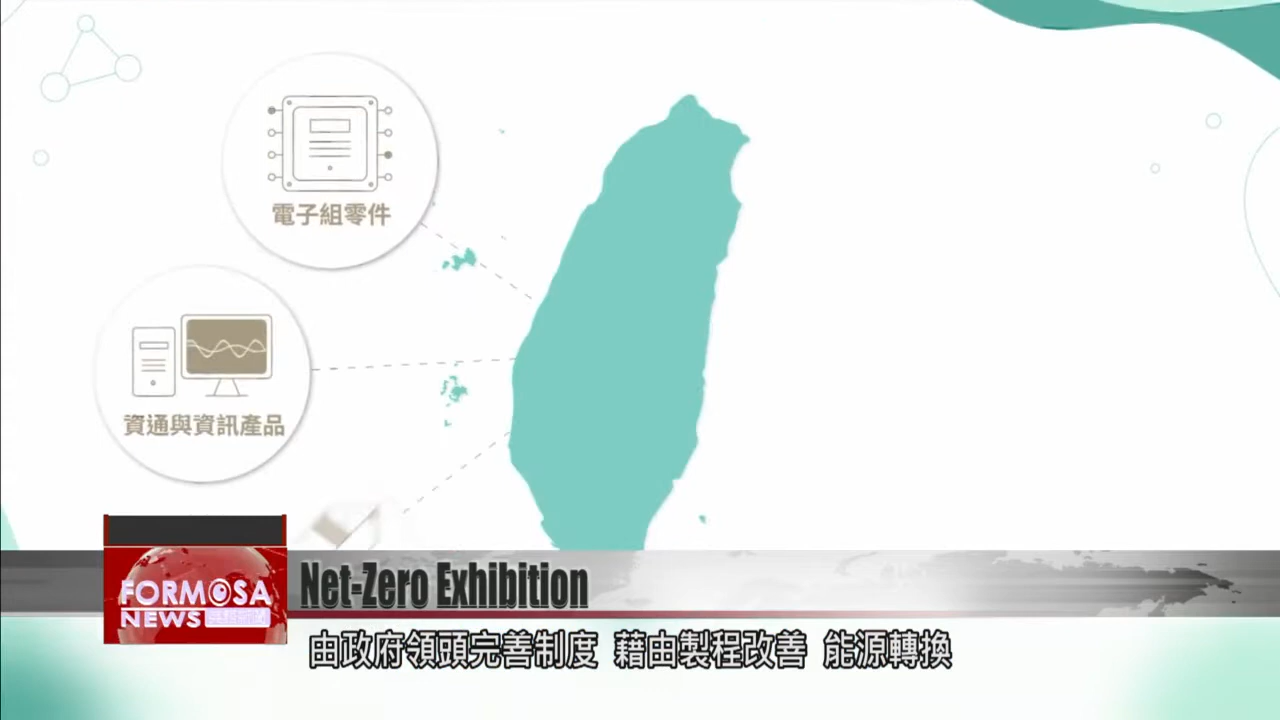 電子組零件
資通與資訊產品
FORMOSA
NEWS
Net-Zero Exhibition
由政府領頭完善制度 藉由製程改善 能源轉換